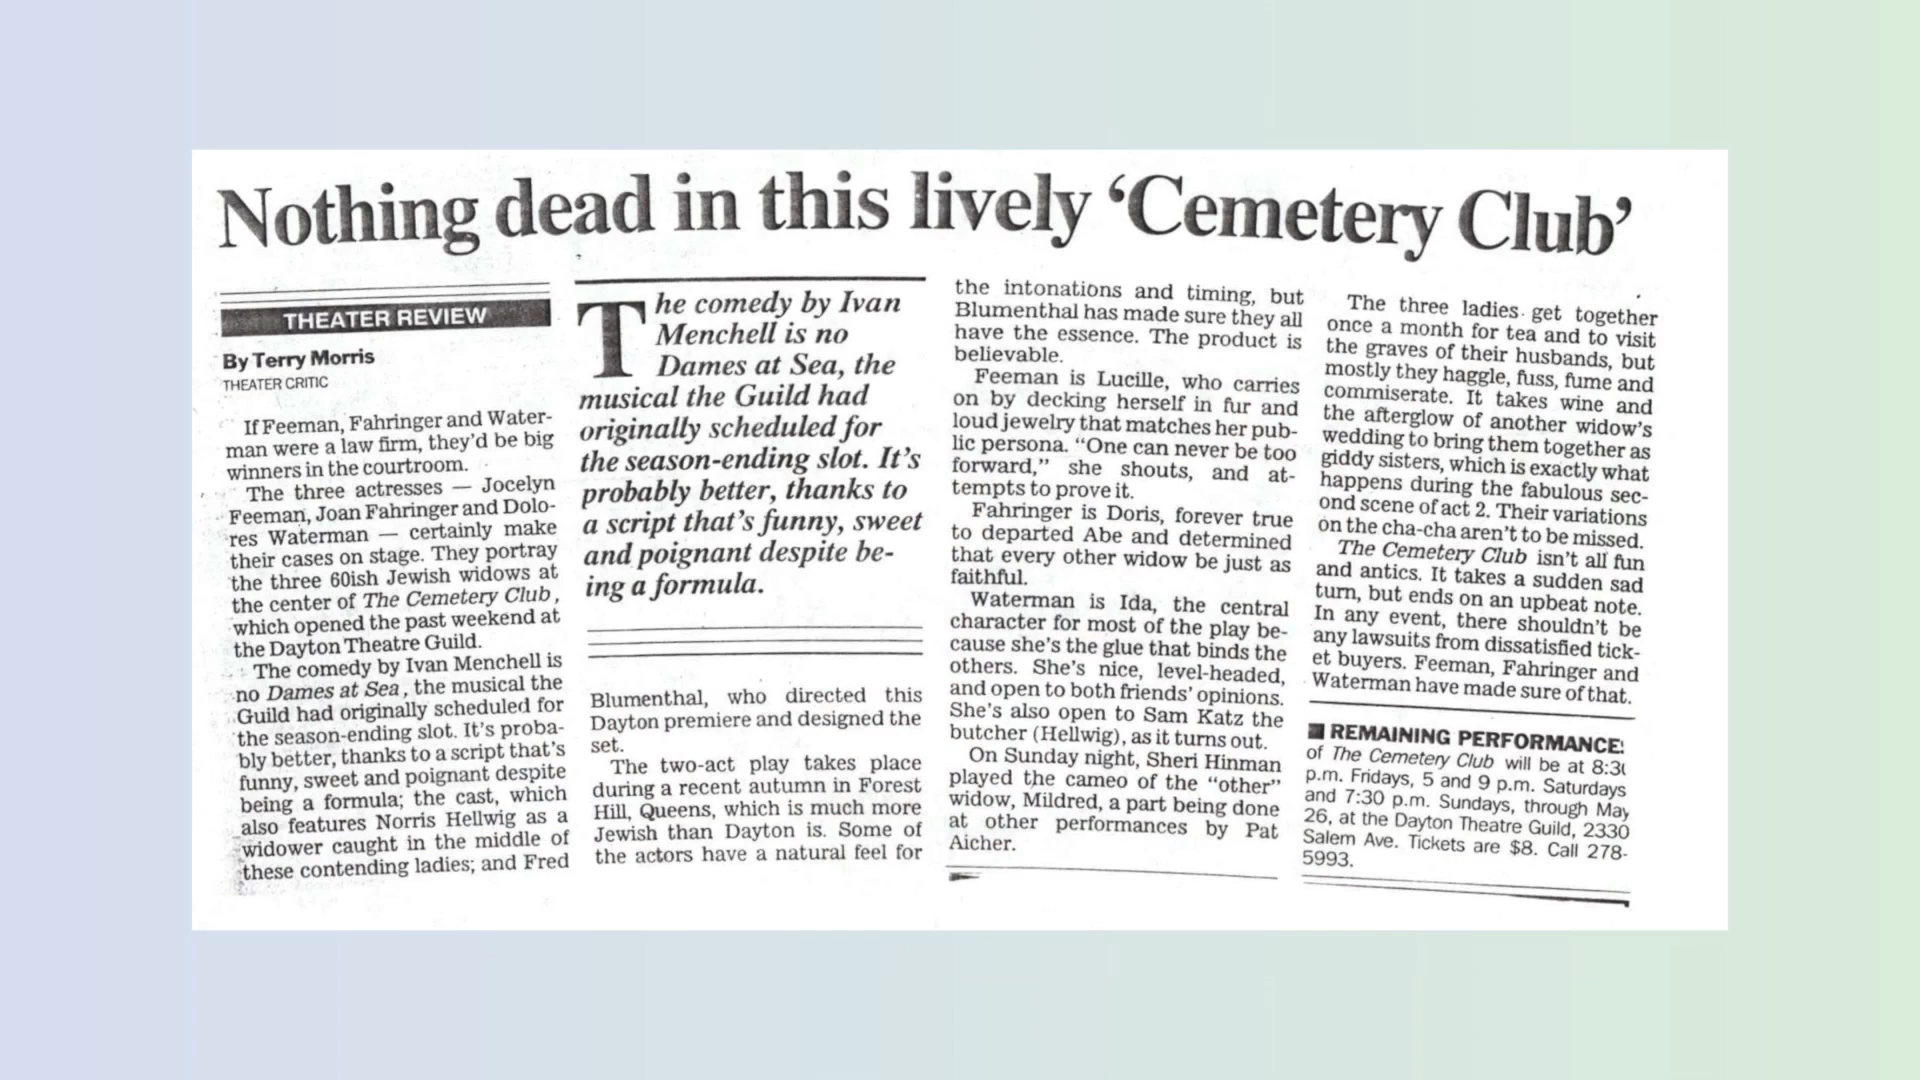 Nothing dead in this lively ‘Cemetery Club’
THEATER REVIEW
By Terry Morris
THEATER CRITIC
If Feeman, Fahringer and Water-
man were a law firm, they’d be big
winners in the courtroom.
The three actresses — Jocelyn
Feeman, Joan Fahringer and Dolo-
res Waterman — certainly make
their cases on stage. They portray
the three 60ish Jewish widows at
the center of The Cemetery Club,
which opened the past weekend at
the Dayton Theatre Guild.
The comedy by Ivan Menchell is
no Dames at Sea, the musical the
Guild had originally scheduled for
the season-ending slot. It’s proba-
bly better, thanks to a script that’s
funny, sweet and poignant despite
being a formula; the cast, which
also features Norris Hellwig as a
widower caught in the middle of
these contending ladies; and Fred
The comedy by Ivan
Menchell is no
Dames at Sea, the
musical the Guild had
originally scheduled for
the season-ending slot. It’s
probably better, thanks to
a script that’s funny, sweet
and poignant despite be-
ing a formula.
Blumenthal, who directed this
Dayton premiere and designed the
set.
The two-act play takes place
during a recent autumn in Forest
Hill, Queens, which is much more
Jewish than Dayton is. Some of
the actors have a natural feel for
the intonations and timing, but
Blumenthal has made sure they all
have the essence. The product is
believable.
Feeman is Lucille, who carries
on by decking herself in fur and
loud jewelry that matches her pub-
lic persona. “One can never be too
forward,” she shouts, and at-
tempts to prove it.
Fahringer is Doris, forever true
to departed Abe and determined
that every other widow be just as
faithful.
Waterman is Ida, the central
character for most of the play be-
cause she’s the glue that binds the
others. She’s nice, level-headed,
and open to both friends’ opinions.
She’s also open to Sam Katz the
butcher (Hellwig), as it turns out.
On Sunday night, Sheri Hinman
played the cameo of the “other”
widow, Mildred, a part being done
at other performances by Pat
Aicher.
The three ladies get together
once a month for tea and to visit
the graves of their husbands, but
mostly they haggle, fuss, fume and
commiserate. It takes wine and
the afterglow of another widow’s
wedding to bring them together as
giddy sisters, which is exactly what
happens during the fabulous sec-
ond scene of act 2. Their variations
on the cha-cha aren’t to be missed.
The Cemetery Club isn’t all fun
and antics. It takes a sudden sad
turn, but ends on an upbeat note.
In any event, there shouldn’t be
any lawsuits from dissatisfied tick-
et buyers. Feeman, Fahringer and
Waterman have made sure of that.
■ REMAINING PERFORMANCE
of The Cemetery Club will be at 8:3
p.m. Fridays, 5 and 9 p.m. Saturdays
and 7:30 p.m. Sundays, through May
26, at the Dayton Theatre Guild, 2330
Salem Ave. Tickets are $8. Call 278-
5993.